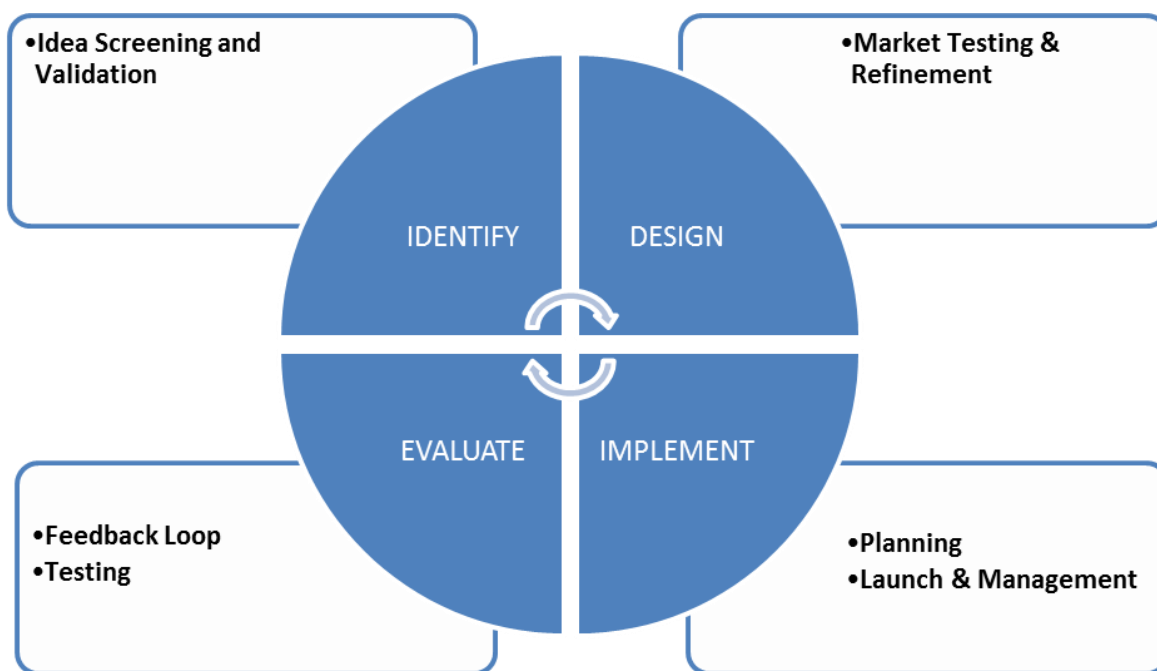 •Idea Screening and
Validation
•Market Testing &
Refinement
IDENTIFY
DESIGN
EVALUATE
IMPLEMENT
•Feedback Loop
•Testing
•Planning
•Launch & Management